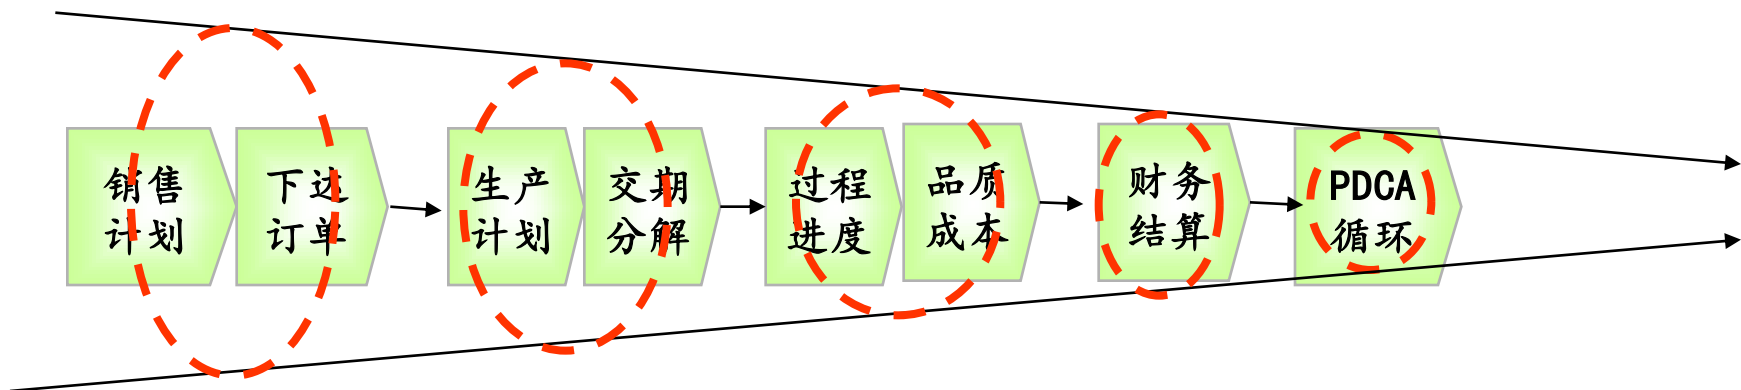 销售
计划
下达
订单
生产
计划
交期
分解
过程
进度
品质
成本
财务
结算
PDCA
循环